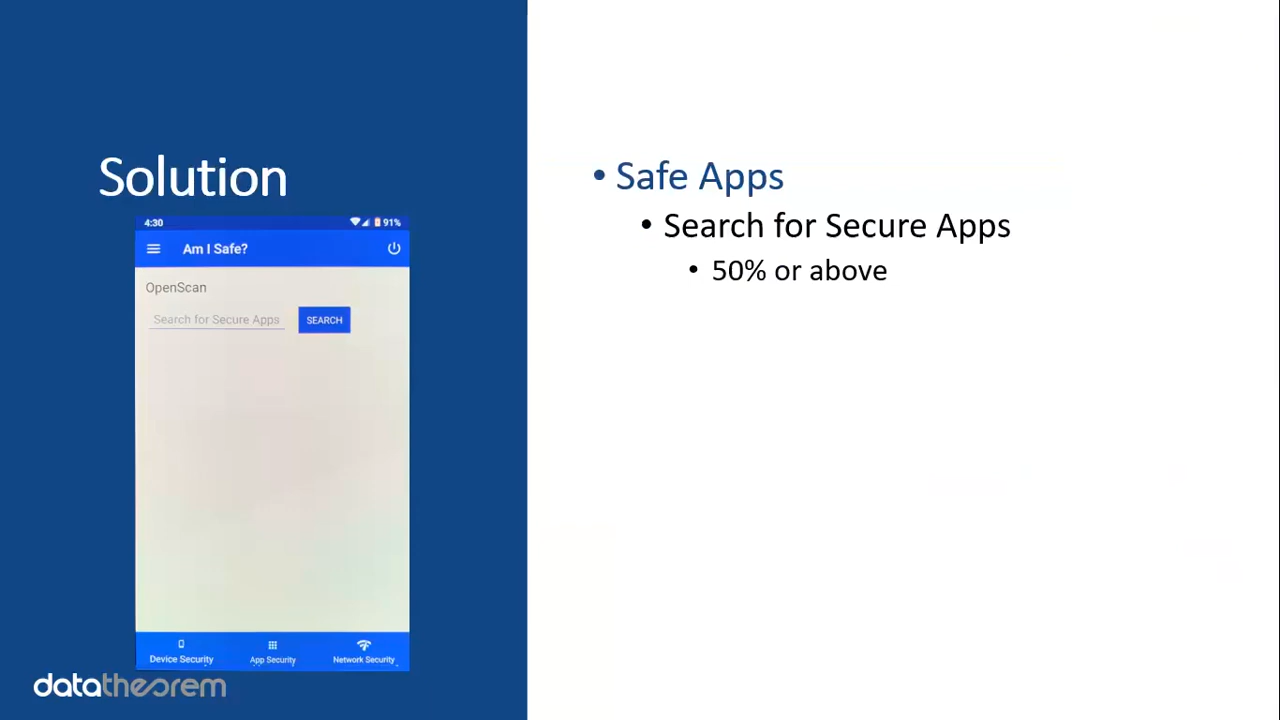 Solution
4:30
91%
Am I Safe?
OpenScan
Search for Secure Apps
SEARCH
Device Security
App Security
Network Security
datatheorem
• Safe Apps
• Search for Secure Apps
• 50% or above